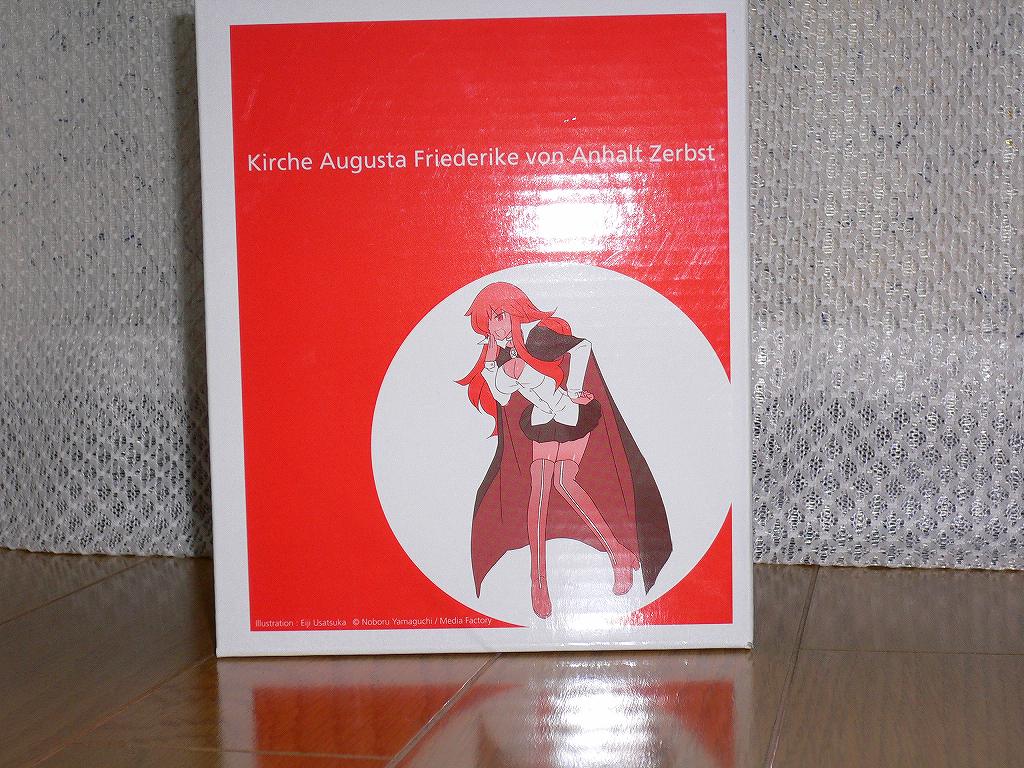 Kirche Augusta Friederike von Anhalt Zerbst
Illustration : Eiji Usatsuka © Noboru Yamaguchi / Media Factory